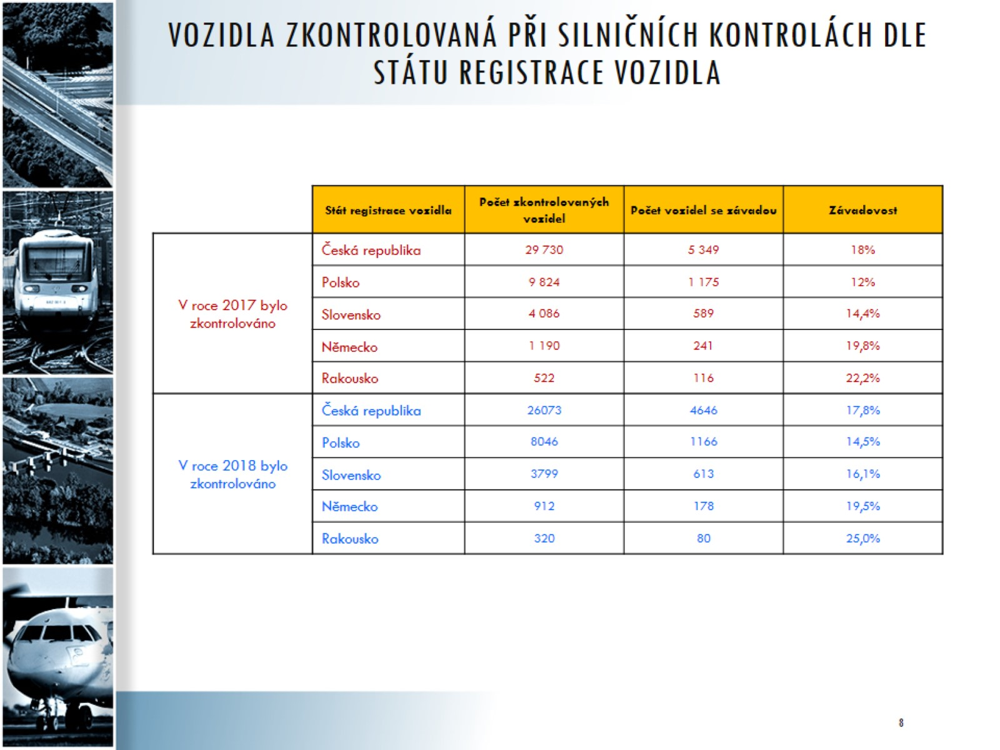 VOZIDLA ZKONTROLOVANÁ PŘI SILNIČNÍCH KONTROLÁCH DLE
STÁTU REGISTRACE VOZIDLA
Stát registrace vozidla Počet zkontrolovaných vozidel Počet vozidel se závadou Závadovost
V roce 2017 bylo
zkontrolováno
Česká republika 29 730 5 349 18%
Polsko 9 824 1 175 12%
Slovensko 4 086 589 14,4%
Německo 1 190 241 19,8%
Rakousko 522 116 22,2%
V roce 2018 bylo
zkontrolováno
Česká republika 26073 4646 17,8%
Polsko 8046 1166 14,5%
Slovensko 3799 613 16,1%
Německo 912 178 19,5%
Rakousko 320 80 25,0%
8